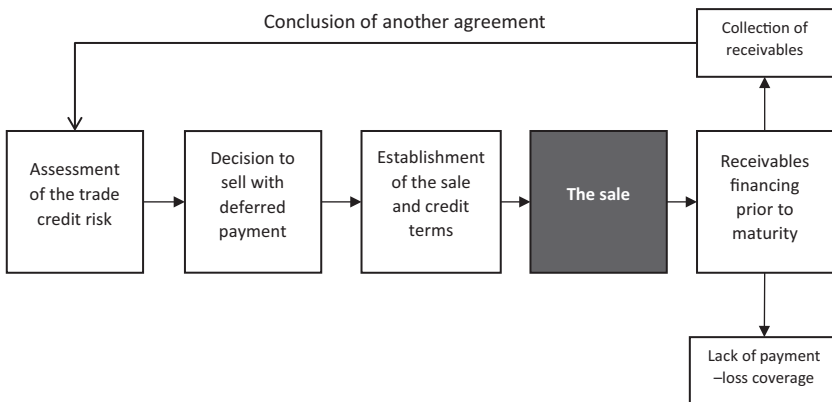 Conclusion of another agreement
Collection of
receivables
Assessment
of the trade
credit risk
Decision to
sell with
deferred
payment
Establishment
of the sale
and credit
terms
The sale
Receivables
financing
prior to
maturity
Lack of payment
–loss coverage